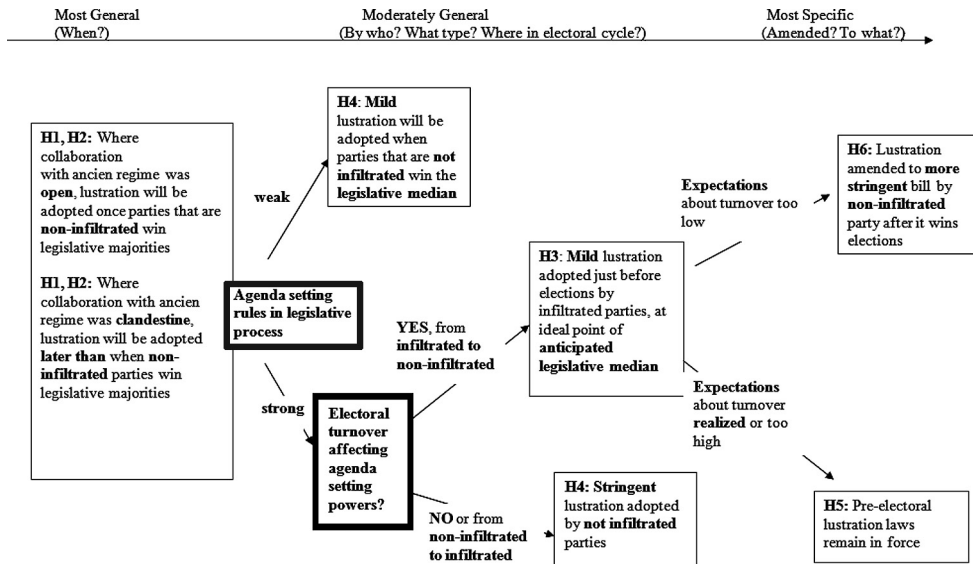 Most General
(When?)
Moderately General
(By who? What type? Where in electoral cycle?)
Most Specific
(Amended? To what?)
H1, H2: Where
collaboration
with ancien regime was
open, lustration will be
adopted once parties that are
non-infiltrated win
legislative majorities
H1, H2: Where
collaboration with ancien
regime was clandestine,
lustration will be adopted
later than when non-
infiltrated parties win
legislative majorities
weak
Agenda setting
rules in legislative
process
strong
H4: Mild
lustration will be
adopted when
parties that are not
infiltrated win the
legislative median
Electoral
turnover
affecting
agenda
setting
powers?
YES, from
infiltrated to
non-infiltrated
NO or from
non-infiltrated
to infiltrated
H3: Mild lustration
adopted just before
elections by
infiltrated parties, at
ideal point of
anticipated
legislative median
H4: Stringent
lustration adopted
by not infiltrated
parties
Expectations
about turnover too
low
Expectations
about turnover
realized or too
high
H6: Lustration
amended to more
stringent bill by
non-infiltrated
party after it wins
elections
H5: Pre-electoral
lustration laws
remain in force